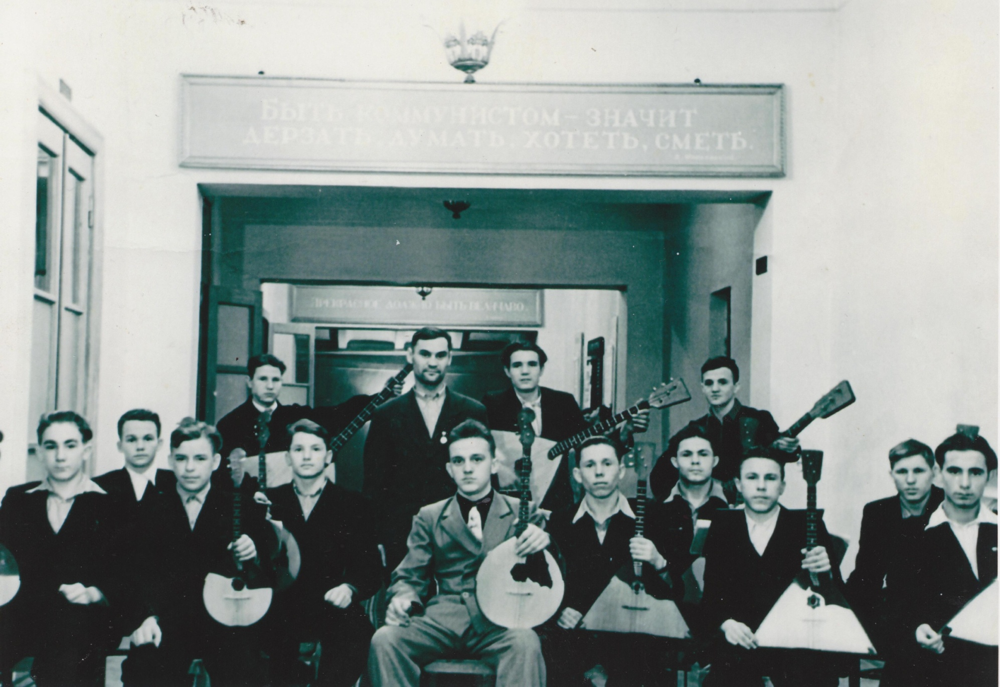 БЫТЬ КОММУНИСТОМ — ЗНАЧИТ
ДЕРЗАТЬ, ДУМАТЬ, ХОТЕТЬ, СМЕТЬ.
ПРЕКРАСНОЕ ДОЛЖНО БЫТЬ ВЕЛИЧАВО.